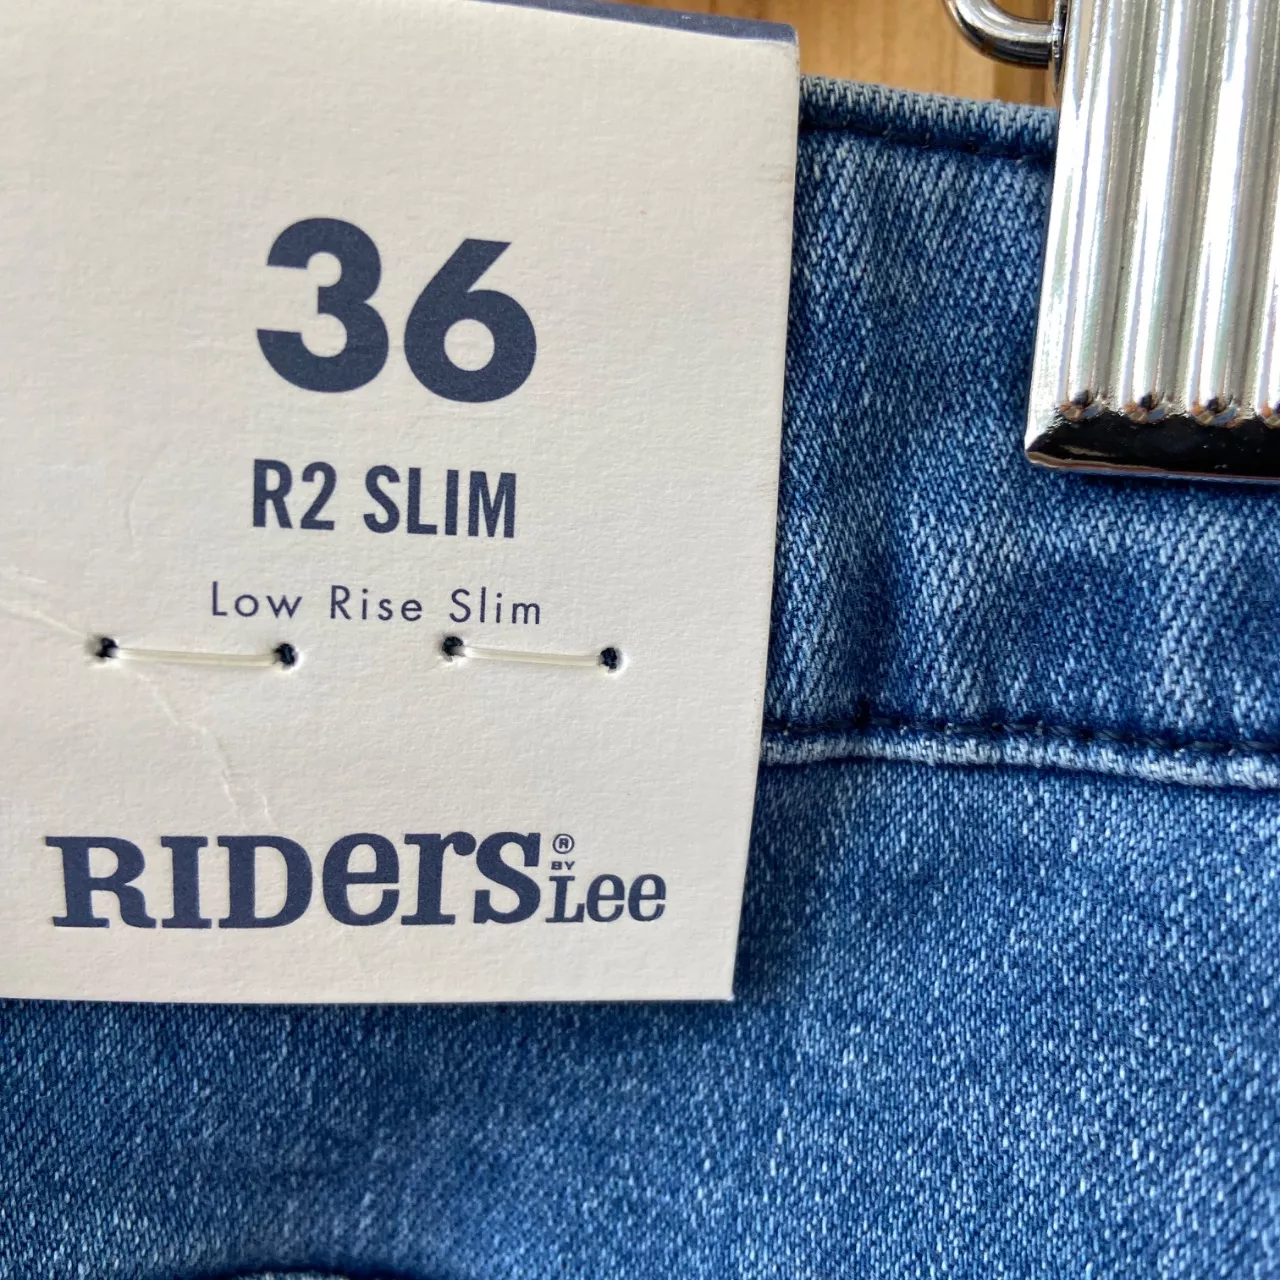 36
R2 SLIM
Low Rise Slim
RIDers® BY Lee